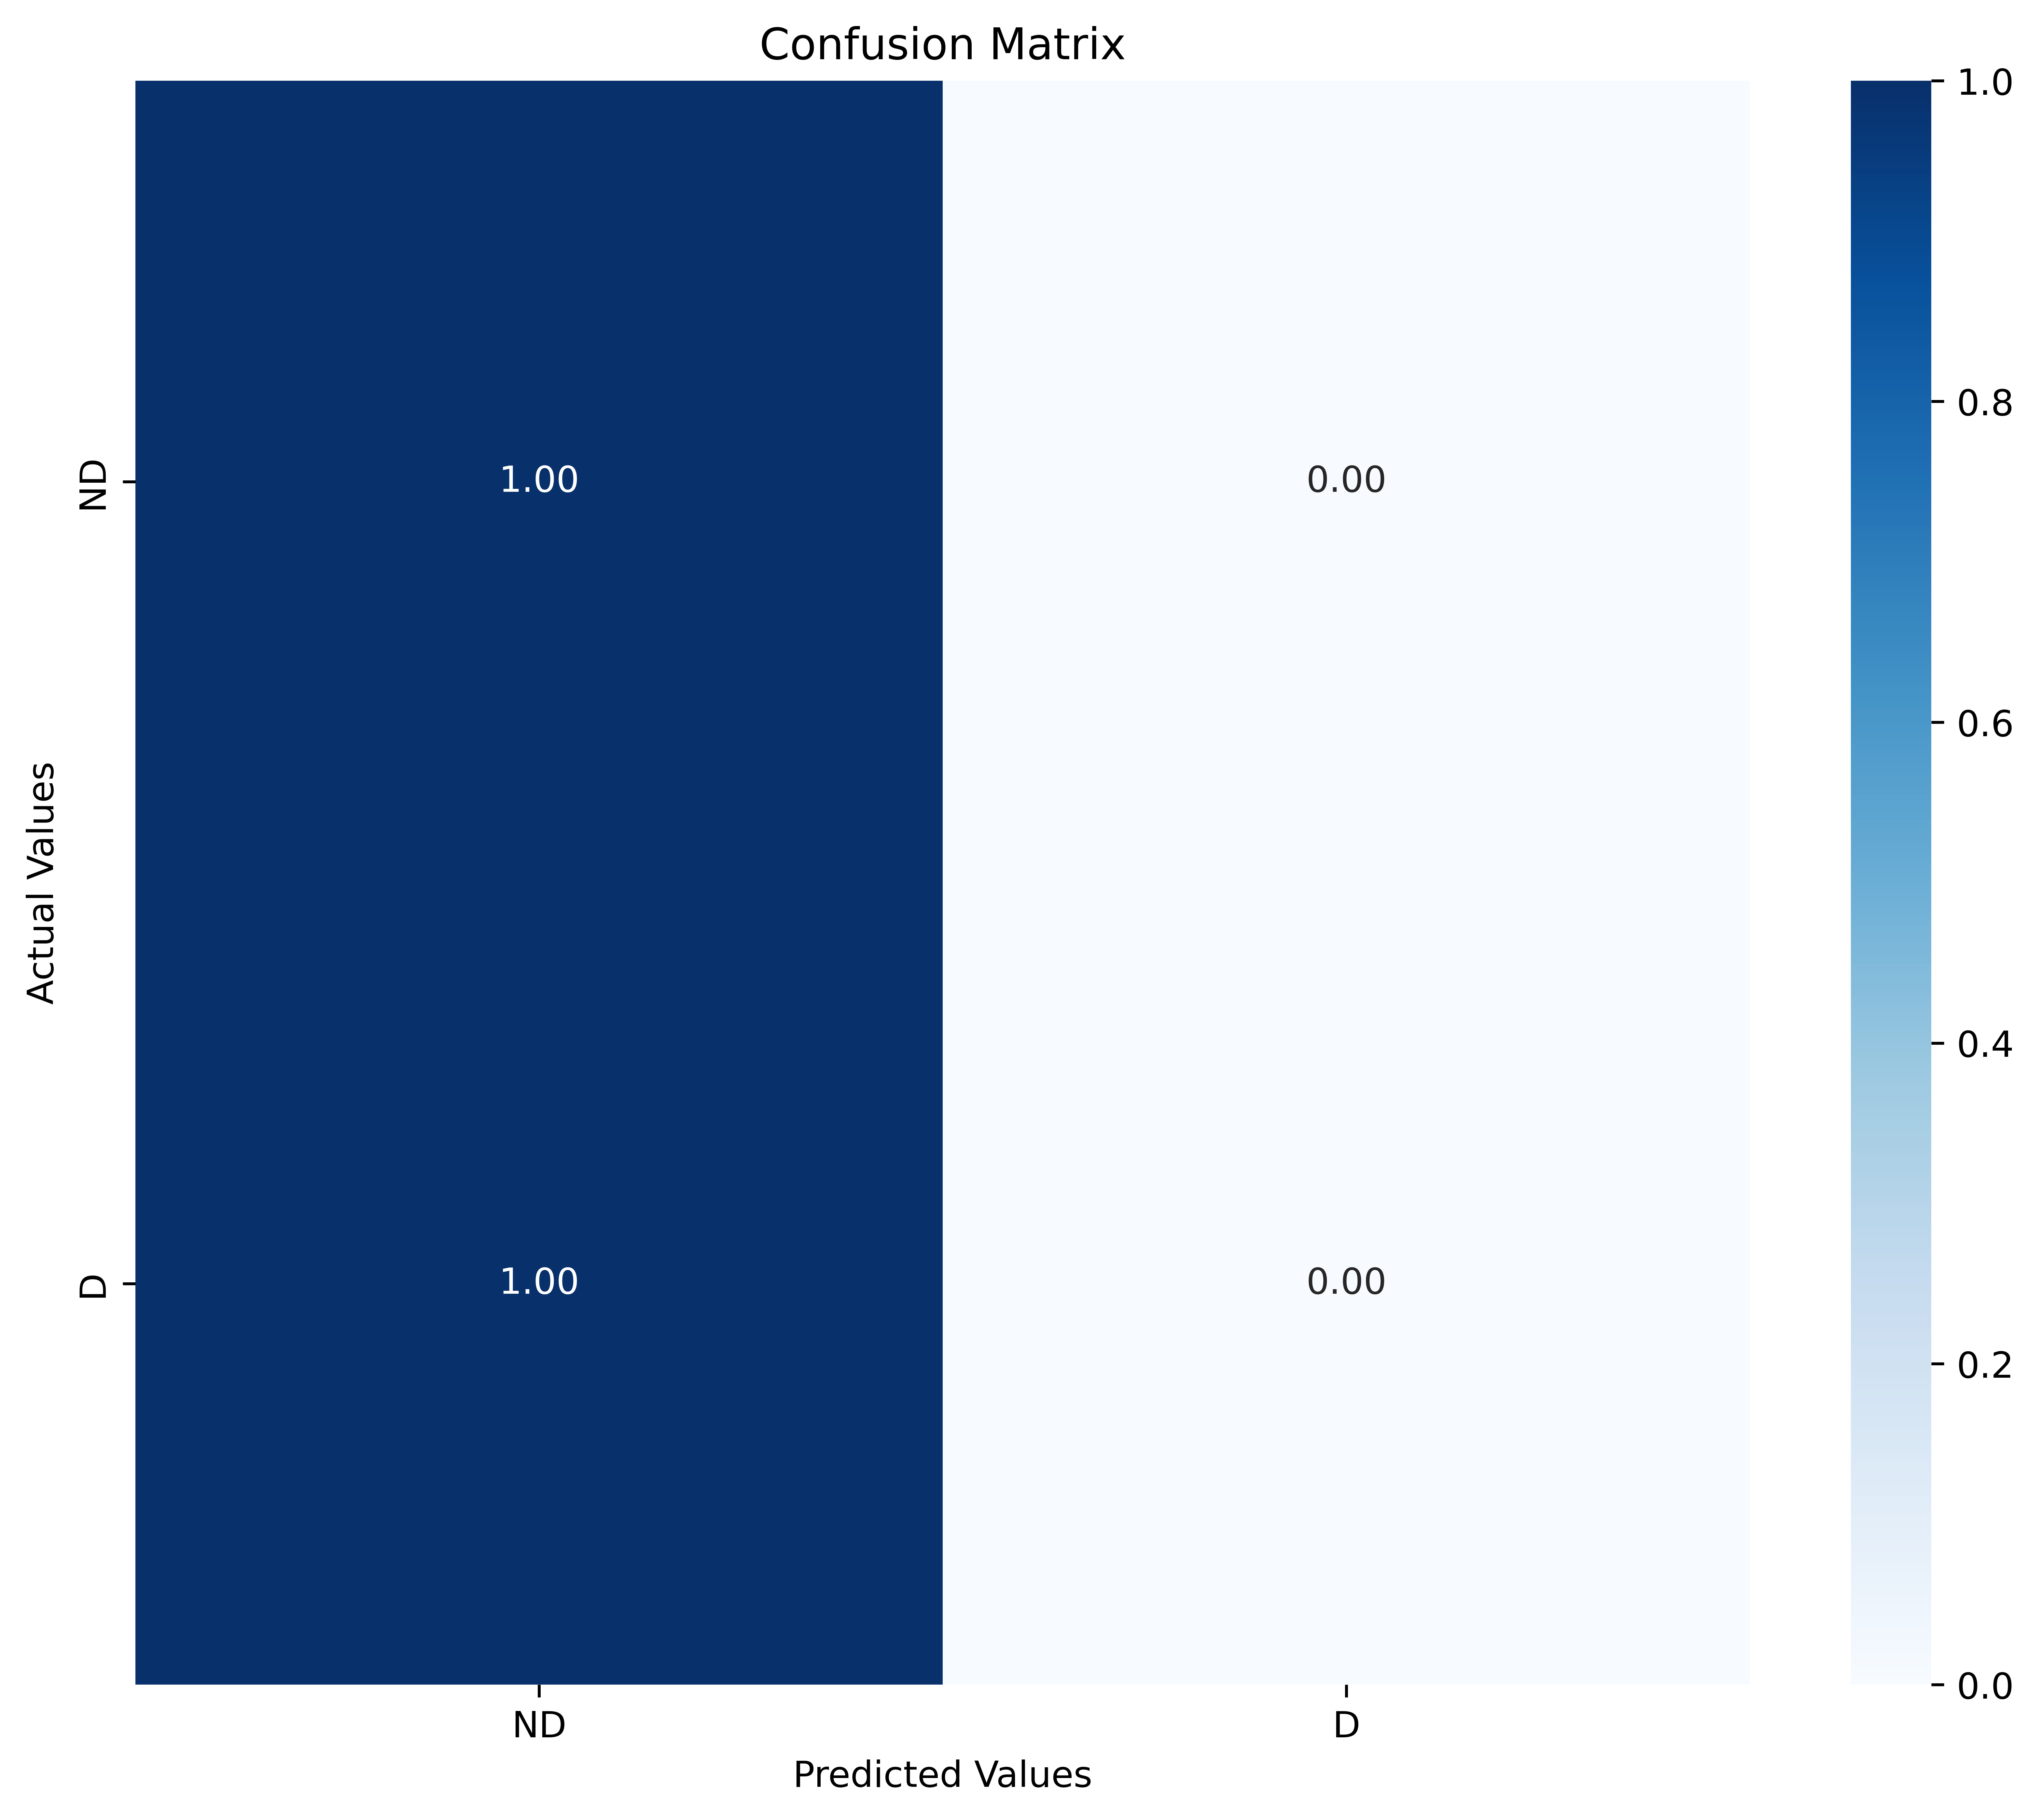 Confusion Matrix
Actual Values
ND
D
1.00
0.00
1.00
0.00
ND
D
Predicted Values
1.0
0.8
0.6
0.4
0.2
0.0